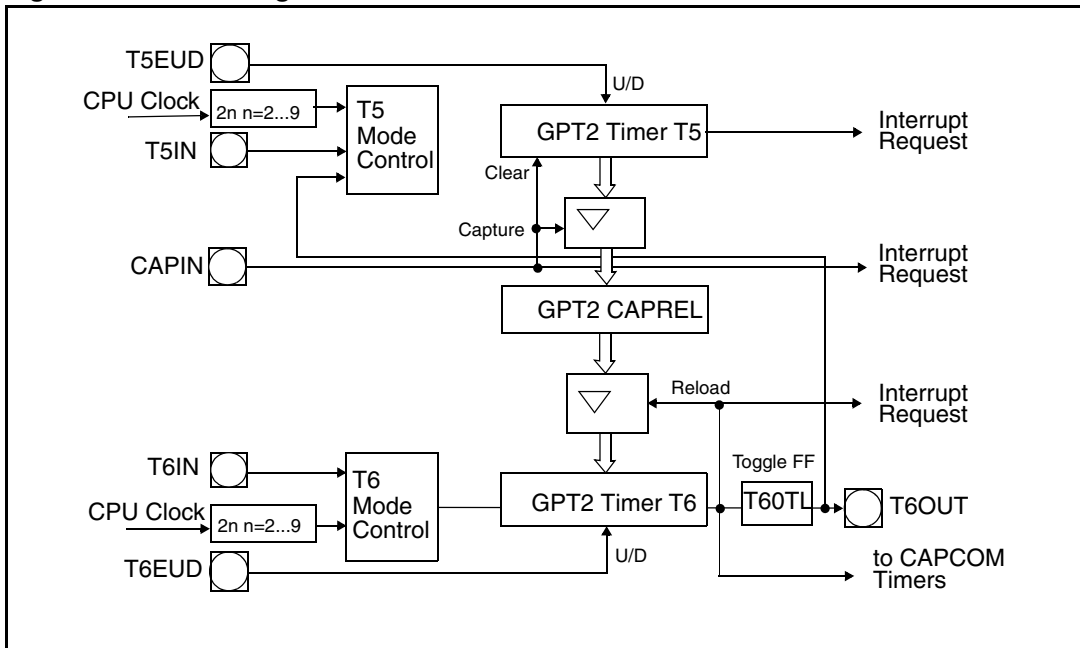 T5EUD
U/D
CPU Clock
2n n=2...9
T5
Mode
Control
GPT2 Timer T5
Interrupt
Request
T5IN
Clear
Capture
CAPIN
Interrupt
Request
GPT2 CAPREL
Reload
Interrupt
Request
T6IN
T6
Mode
Control
Toggle FF
GPT2 Timer T6
T60TL
T6OUT
CPU Clock
2n n=2...9
T6EUD
U/D
to CAPCOM
Timers